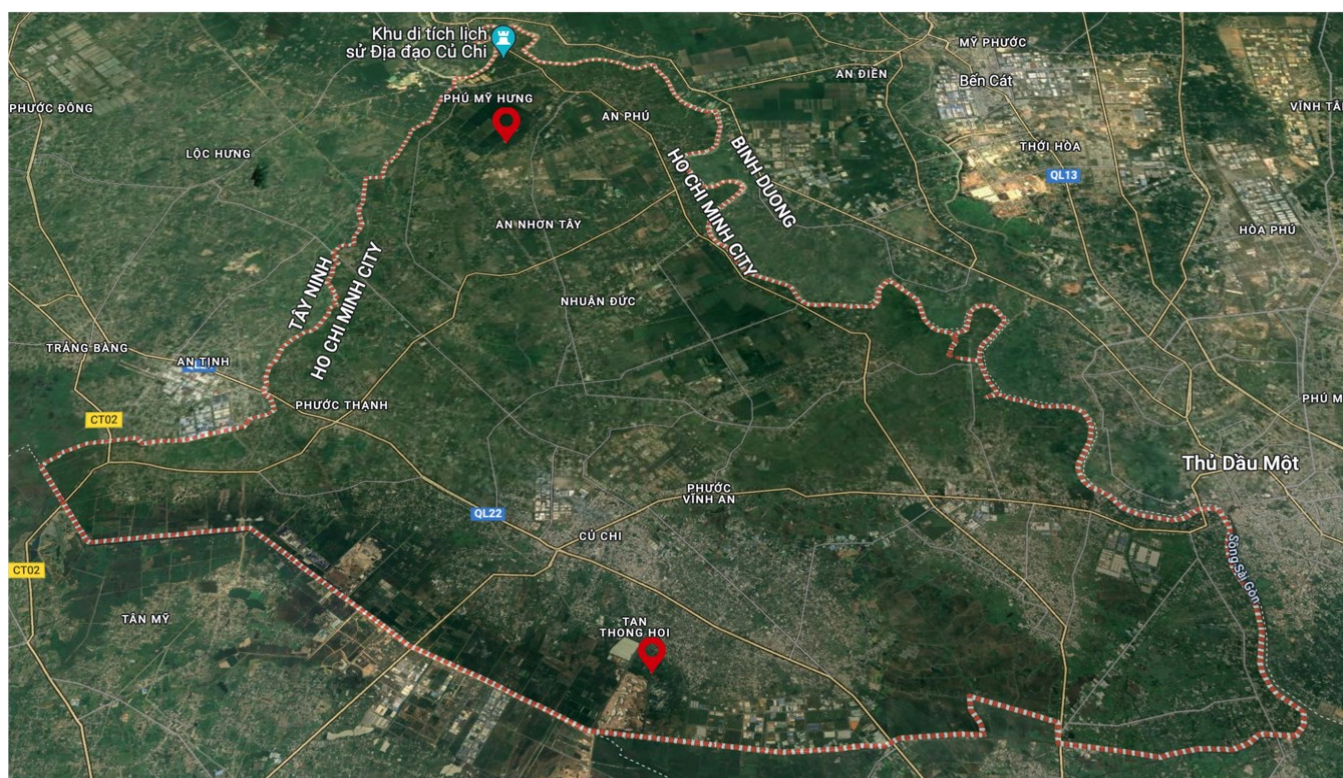 Khu di tích lịch
sử Địa đạo Củ Chi
MỸ PHƯỚC
AN ĐIỀN
Bến Cát
PHƯỚC ĐÔNG
PHÚ MỸ HƯNG
VĨNH TÂ
AN PHÚ
LỘC HƯNG
THỚI HÒA
BINH DUONG
HO CHI MINH CITY
QL13
AN NHƠN TÂY
HÒA PHÚ
TÂY NINH
HO CHI MINH CITY
NHUẬN ĐỨC
TRẢNG BÀNG
AN TINH
PHÚ M
PHƯỚC THẠNH
CT02
Thủ Dầu Một
PHƯỚC
VĨNH AN
QL22
CỦ CHI
Sông Sài Gòn
CT02
TÂN MỸ
TAN
THONG HOI